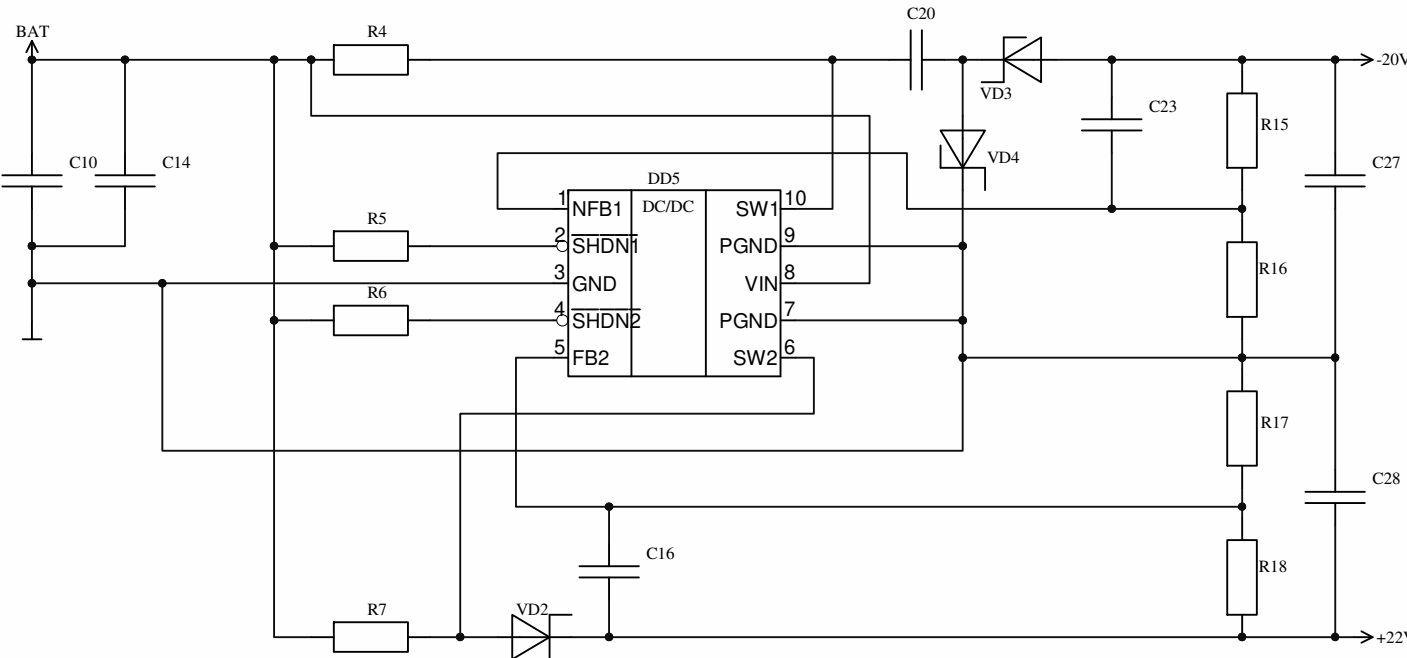 C20
BAT
R4
-20V
VD3
C23
R15
C10
C14
VD4
C27
DD5
1
NFB1
DC/DC
SW1
10
R5
2
SHDN1
PGND
9
R16
3
GND
VIN
8
R6
4
SHDN2
PGND
7
5
FB2
SW2
6
R17
C28
C16
R18
R7
VD2
+22V